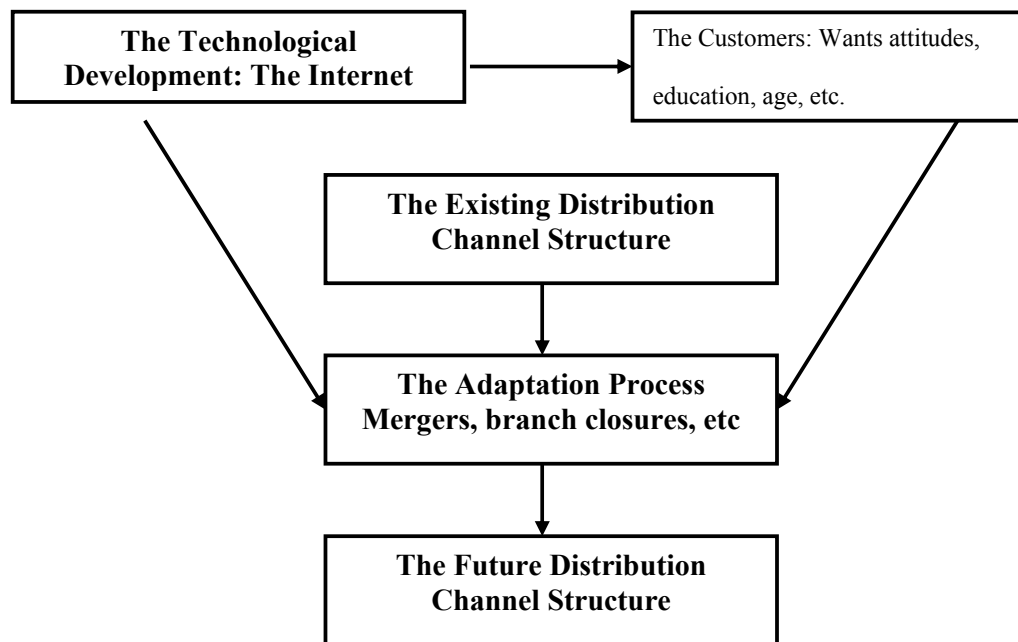 The Technological
Development: The Internet
The Customers: Wants attitudes,
education, age, etc.
The Existing Distribution
Channel Structure
The Adaptation Process
Mergers, branch closures, etc
The Future Distribution
Channel Structure